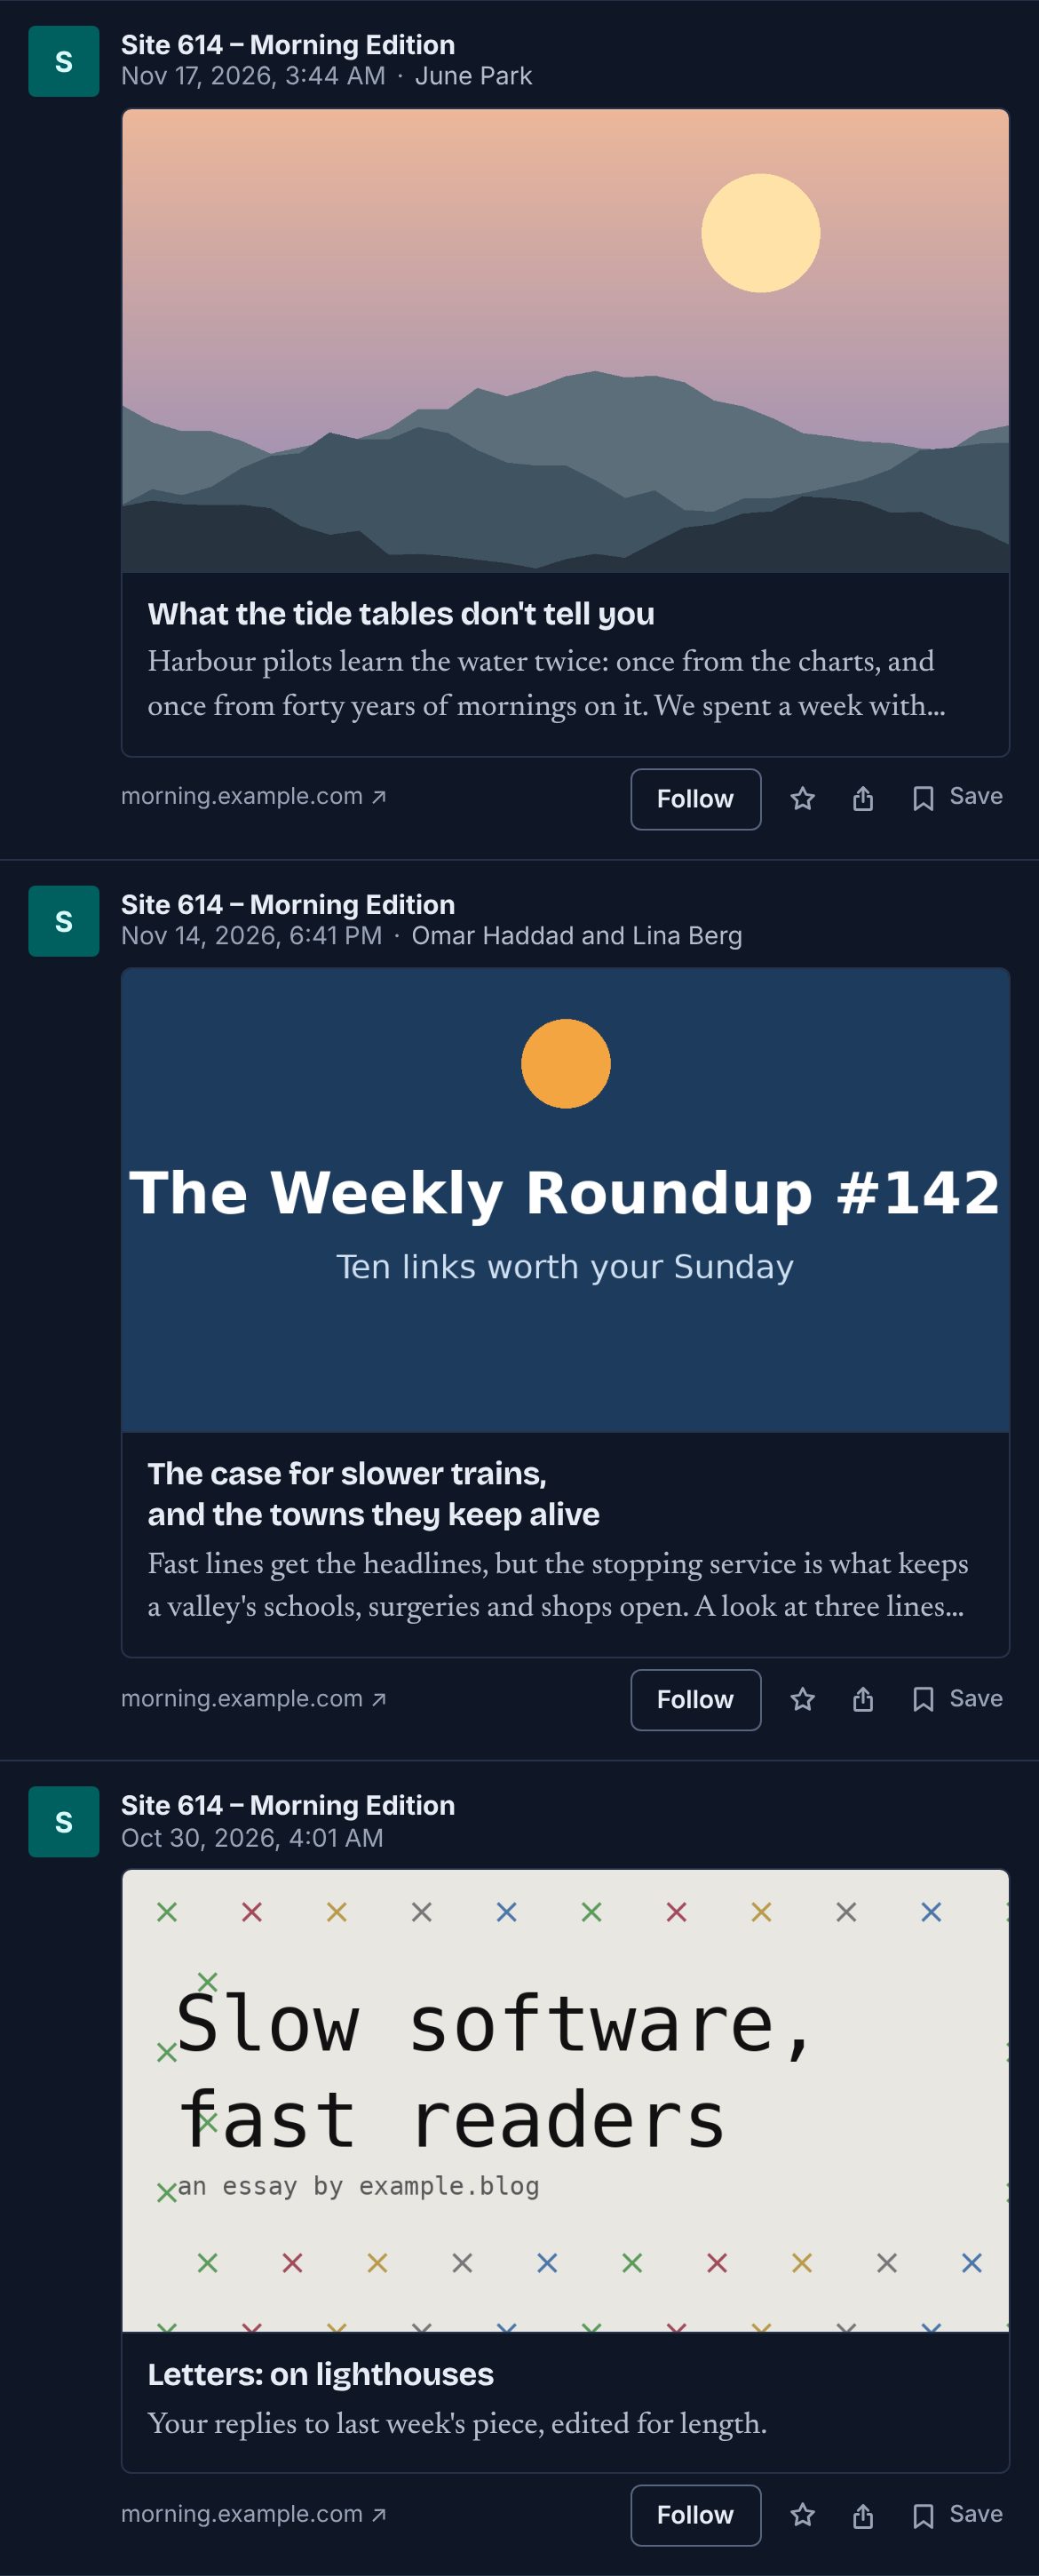 S
Site 614 – Morning Edition
Nov 17, 2026, 3:44 AM · June Park
What the tide tables don't tell you
Harbour pilots learn the water twice: once from the charts, and
once from forty years of mornings on it. We spent a week with...
morning.example.com ↗
Follow
Save
S
Site 614 – Morning Edition
Nov 14, 2026, 6:41 PM · Omar Haddad and Lina Berg
The Weekly Roundup #142
Ten links worth your Sunday
The case for slower trains,
and the towns they keep alive
Fast lines get the headlines, but the stopping service is what keeps
a valley's schools, surgeries and shops open. A look at three lines...
morning.example.com ↗
Follow
Save
S
Site 614 – Morning Edition
Oct 30, 2026, 4:01 AM
Slow software,
fast readers
an essay by example.blog
Letters: on lighthouses
Your replies to last week's piece, edited for length.
morning.example.com ↗
Follow
Save